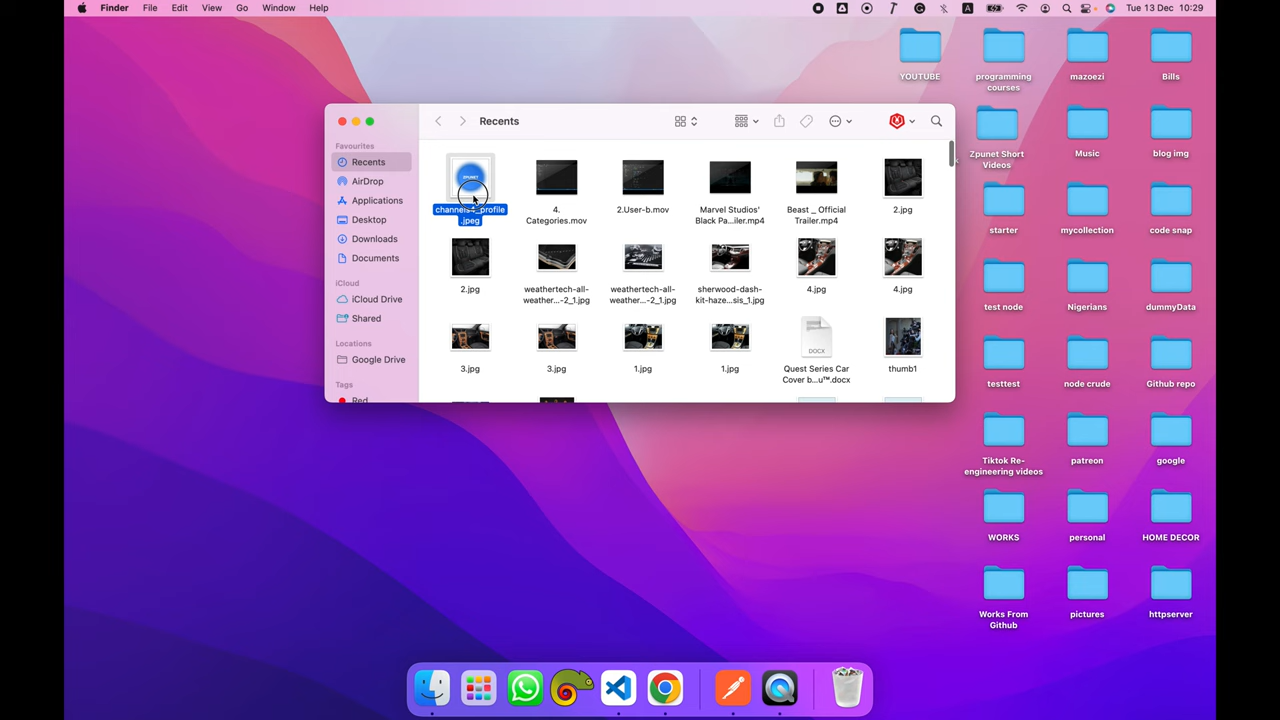 Finder File Edit View Go Window Help A Tue 13 Dec 10:29
YOUTUBE
programming
courses
mazoezi
Bills
Recents
Favourites
Recents
AirDrop
Applications
Desktop
Downloads
Documents
iCloud
iCloud Drive
Shared
Locations
Google Drive
Tags
Red
ZPUNET
channels4_profile
.jpeg
4.
Categories.mov
2.User-b.mov
Marvel Studios'
Black Pa...iler.mp4
Beast _ Official
Trailer.mp4
2.jpg
2.jpg
weathertech-all-
weather...-2_1.jpg
weathertech-all-
weather...-2_1.jpg
sherwood-dash-
kit-haze...sis_1.jpg
4.jpg
4.jpg
3.jpg
3.jpg
1.jpg
1.jpg
DOCX
Quest Series Car
Cover b...u™.docx
thumb1
Zpunet Short
Videos
Music
blog img
starter
mycollection
code snap
test node
Nigerians
dummyData
testtest
node crude
Github repo
Tiktok Re-
engineering videos
patreon
google
WORKS
personal
HOME DECOR
Works From
Github
pictures
httpserver